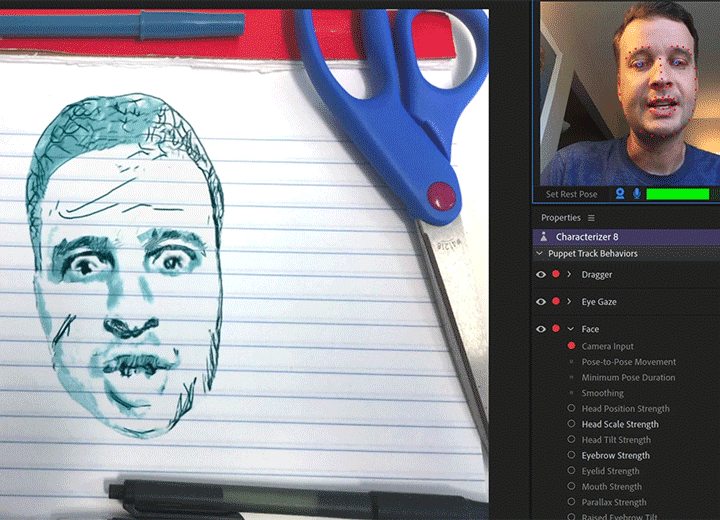 Set Rest Pose
Properties
Characterizer 8
Puppet Track Behaviors
Dragger
Eye Gaze
Face
Camera Input
Pose-to-Pose Movement
Minimum Pose Duration
Smoothing
Head Position Strength
Head Scale Strength
Head Tilt Strength
Eyebrow Strength
Eyelid Strength
Mouth Strength
Parallax Strength
Raised Eyebrow Tilt